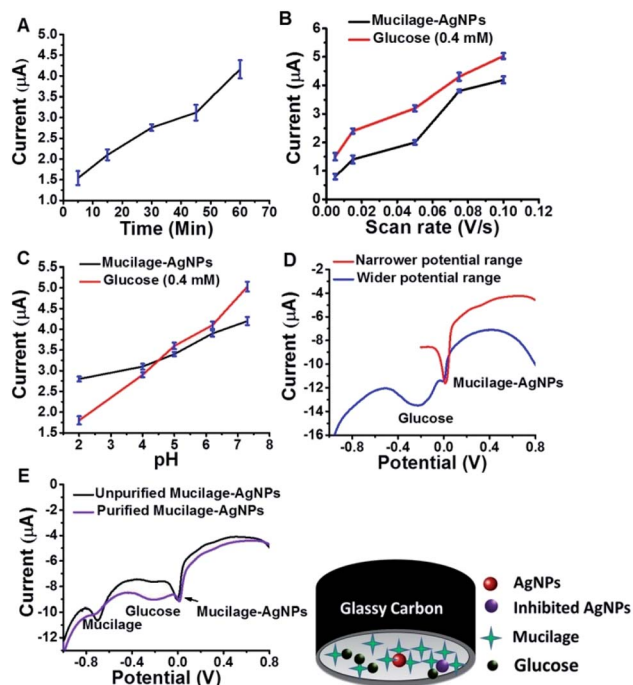 A
Current (µA)
4.5
4.0
3.5
3.0
2.5
2.0
1.5
1.0
0.5
0 10 20 30 40 50 60 70
Time (Min)
B
Mucilage-AgNPs
Glucose (0.4 mM)
Current (µA)
6
5
4
3
2
1
0
0.00 0.02 0.04 0.06 0.08 0.10 0.12
Scan rate (V/s)
C
Mucilage-AgNPs
Glucose (0.4 mM)
Current (µA)
5.5
5.0
4.5
4.0
3.5
3.0
2.5
2.0
1.5
2 3 4 5 6 7 8
pH
D
Narrower potential range
Wider potential range
Current (µA)
-2
-4
-6
-8
-10
-12
-14
-16
Mucilage-AgNPs
Glucose
-0.8 -0.4 0.0 0.4 0.8
Potential (V)
E
Unpurified Mucilage-AgNPs
Purified Mucilage-AgNPs
Current (µA)
0
-2
-4
-6
-8
-10
-12
Mucilage
Glucose
Mucilage-AgNPs
-0.8 -0.4 0.0 0.4 0.8
Potential (V)
Glassy Carbon
AgNPs
Inhibited AgNPs
Mucilage
Glucose